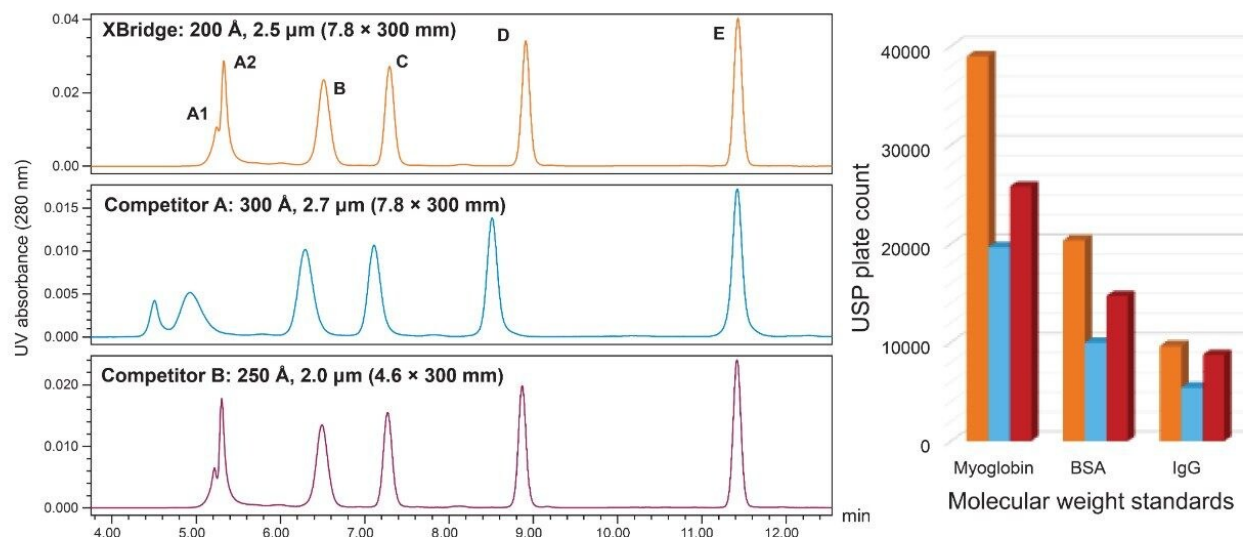 XBridge: 200 Å, 2.5 µm (7.8 × 300 mm)
0.04
0.02
0.00
A1
A2
B
C
D
E
Competitor A: 300 Å, 2.7 µm (7.8 × 300 mm)
0.015
0.010
0.005
0.000
Competitor B: 250 Å, 2.0 µm (4.6 × 300 mm)
0.020
0.010
0.000
UV absorbance (280 nm)
4.00 5.00 6.00 7.00 8.00 9.00 10.00 11.00 12.00 min
40000
30000
20000
10000
0
USP plate count
Myoglobin BSA IgG
Molecular weight standards